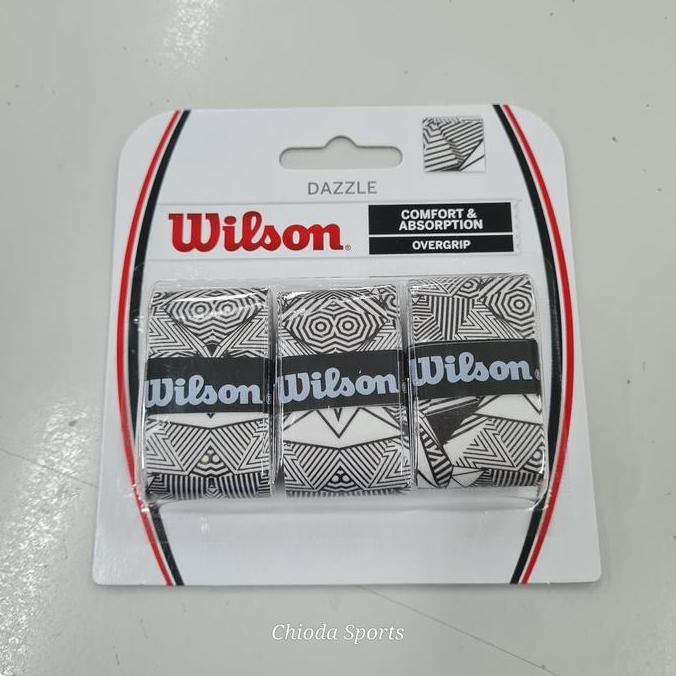 DAZZLE
Wilson®
COMFORT &
ABSORPTION
OVERGRIP
Wilson
Wilson
Wilson
Chioda Sports